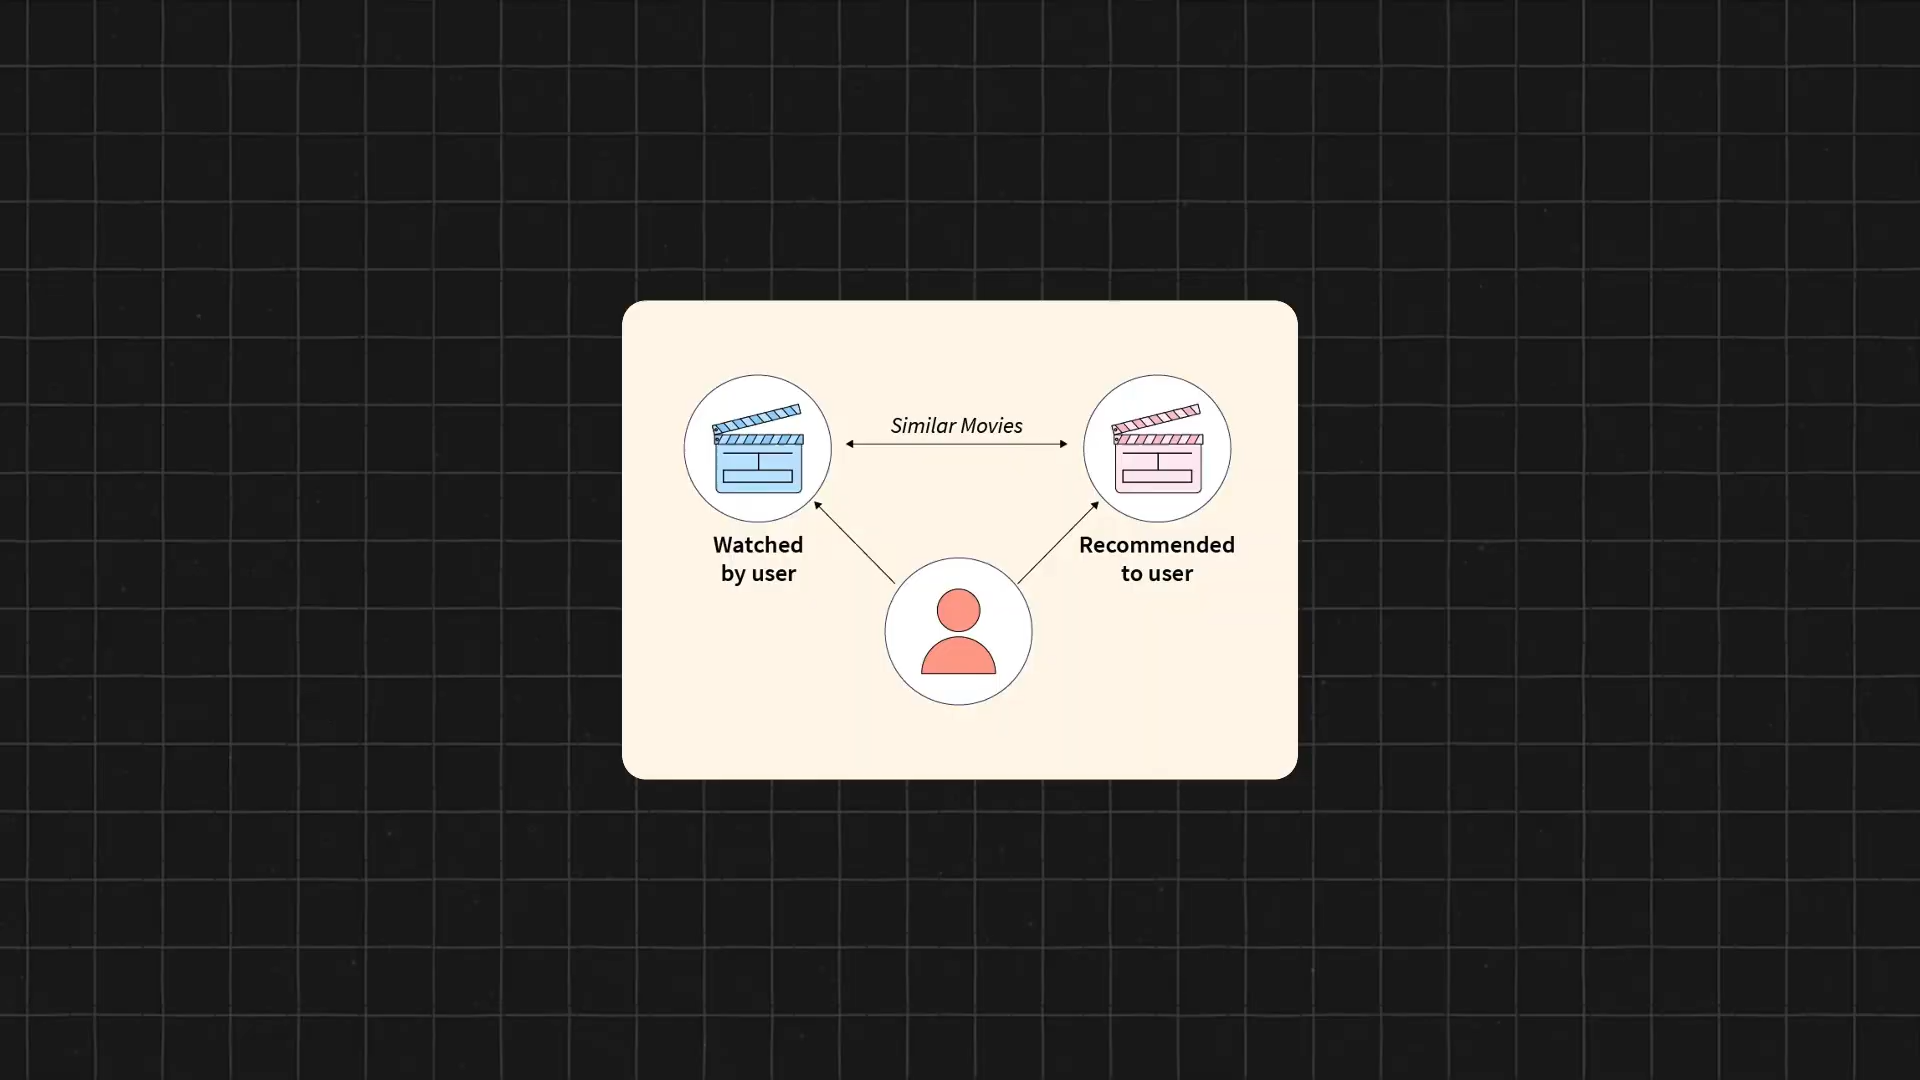 Similar Movies
Watched
by user
Recommended
to user